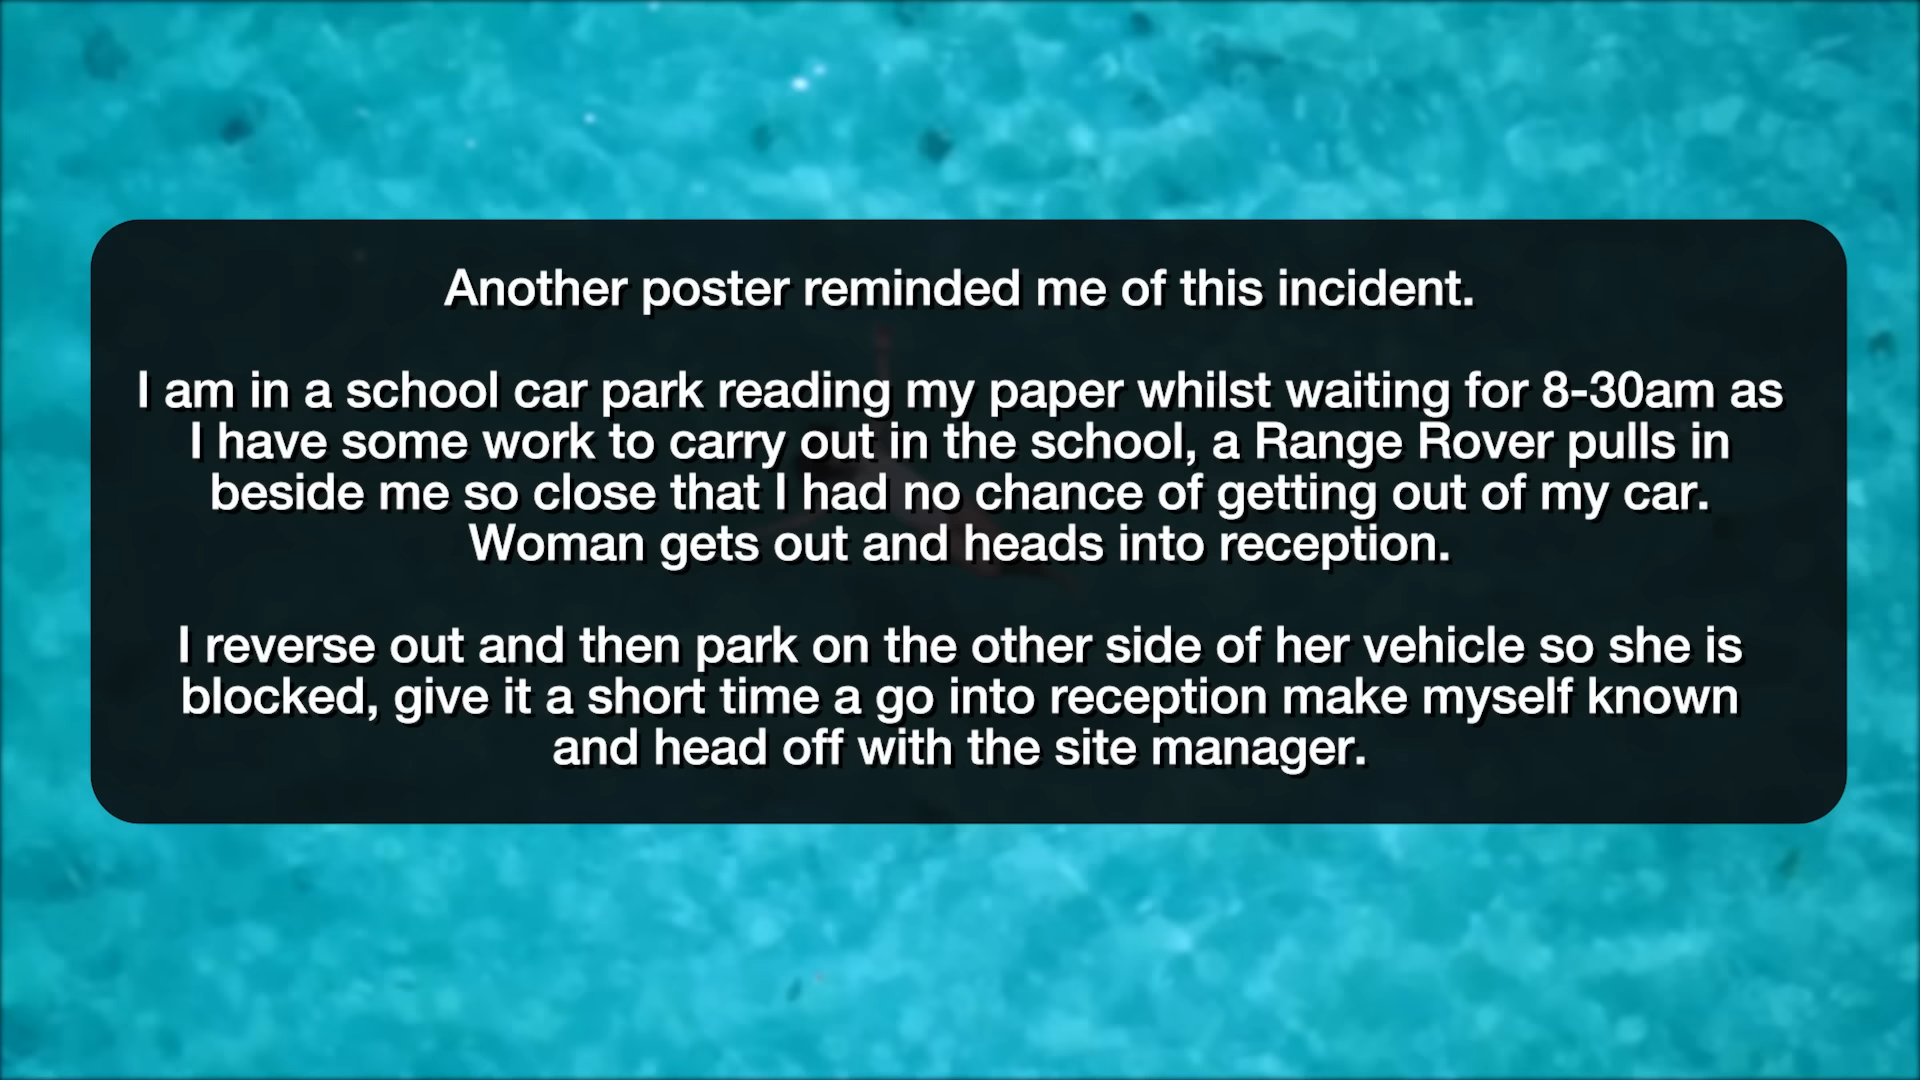 Another poster reminded me of this incident.
I am in a school car park reading my paper whilst waiting for 8-30am as
I have some work to carry out in the school, a Range Rover pulls in
beside me so close that I had no chance of getting out of my car.
Woman gets out and heads into reception.
I reverse out and then park on the other side of her vehicle so she is
blocked, give it a short time a go into reception make myself known
and head off with the site manager.